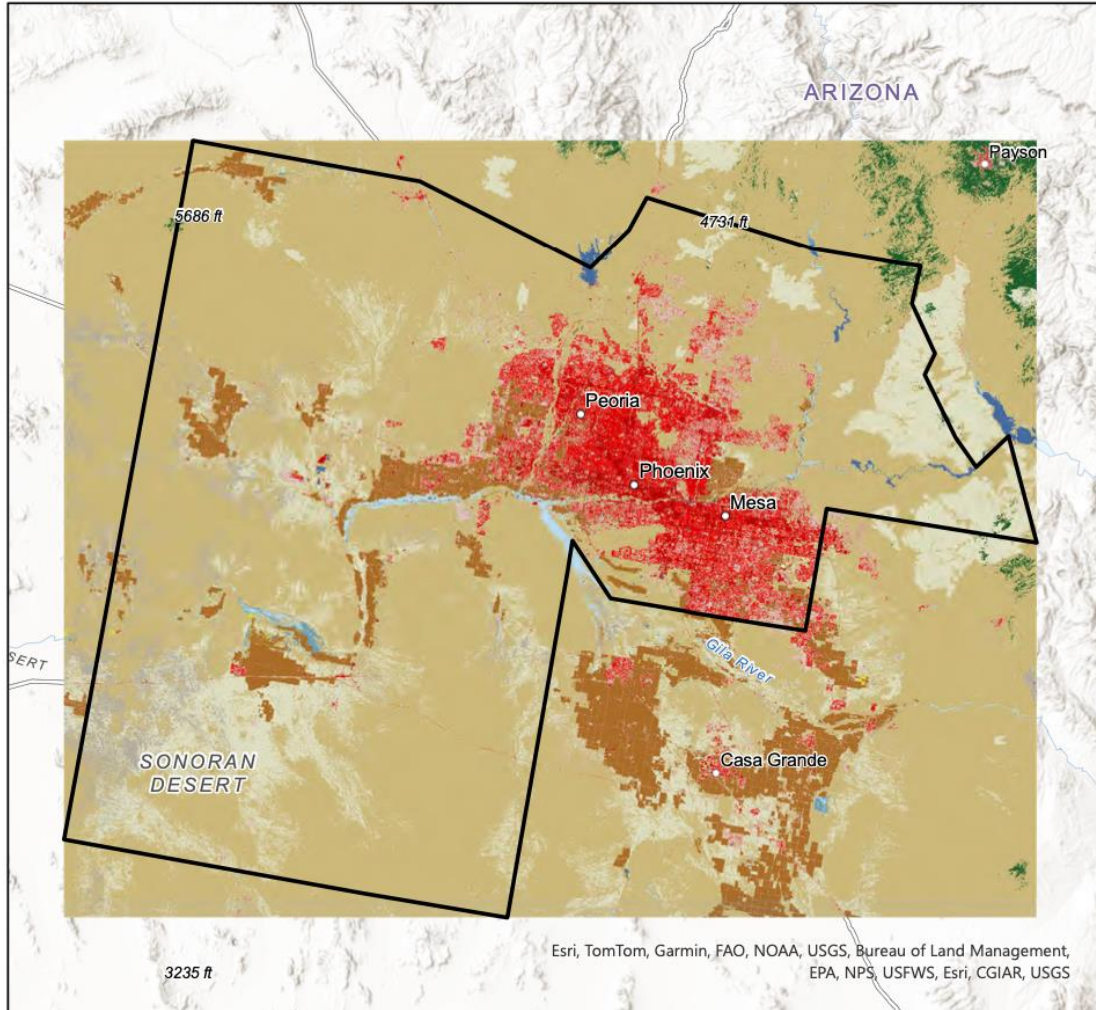 ARIZONA
Payson
5686 ft
4731 ft
Peoria
Phoenix
Mesa
Gila River
SERT
SONORAN
DESERT
Casa Grande
Esri, TomTom, Garmin, FAO, NOAA, USGS, Bureau of Land Management,
EPA, NPS, USFWS, Esri, CGIAR, USGS
3235 ft